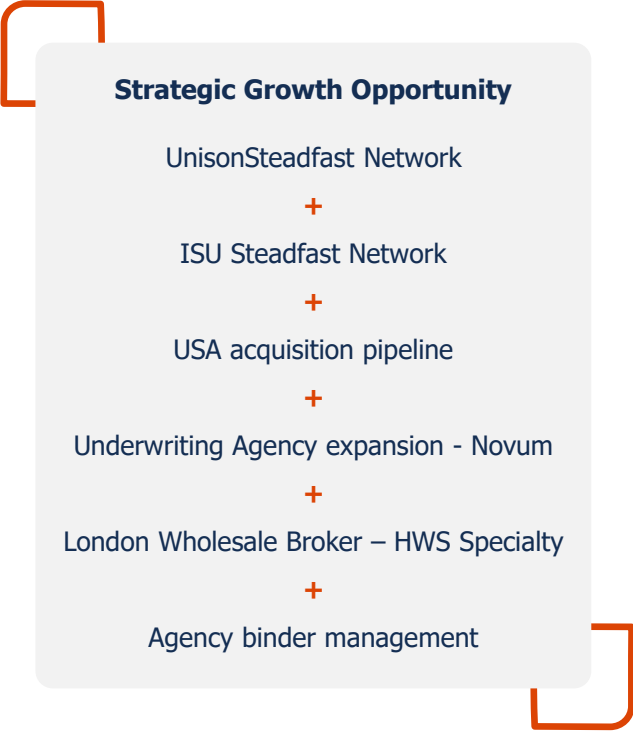 Strategic Growth Opportunity
UnisonSteadfast Network
+
ISU Steadfast Network
+
USA acquisition pipeline
+
Underwriting Agency expansion - Novum
+
London Wholesale Broker – HWS Specialty
+
Agency binder management